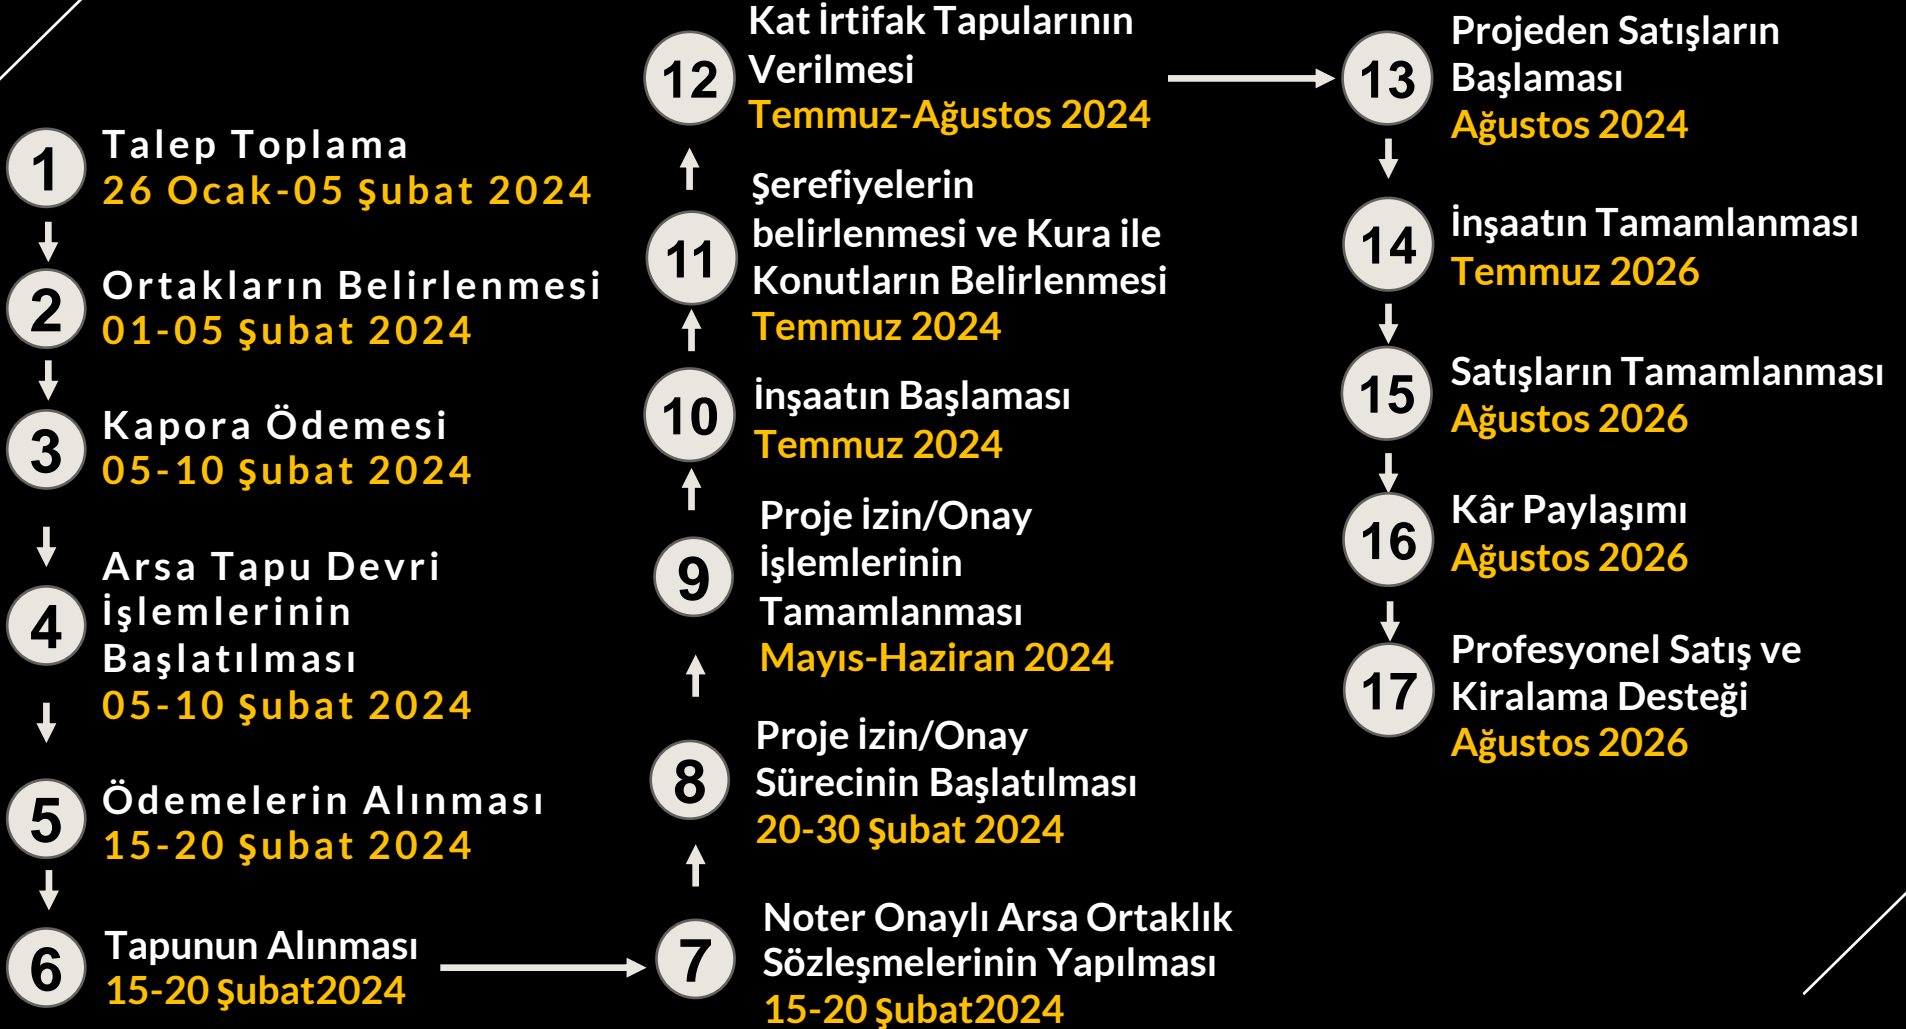 1
Talep Toplama
26 Ocak-05 Şubat 2024
2
Ortakların Belirlenmesi
01-05 Şubat 2024
3
Kapora Ödemesi
05-10 Şubat 2024
4
Arsa Tapu Devri
İşlemlerinin
Başlatılması
05-10 Şubat 2024
5
Ödemelerin Alınması
15-20 Şubat 2024
6
Tapunun Alınması
15-20 Şubat2024
7
Noter Onaylı Arsa Ortaklık
Sözleşmelerinin Yapılması
15-20 Şubat2024
8
Proje İzin/Onay
Sürecinin Başlatılması
20-30 Şubat 2024
9
Proje İzin/Onay
İşlemlerinin
Tamamlanması
Mayıs-Haziran 2024
10
İnşaatın Başlaması
Temmuz 2024
11
Şerefiyelerin
belirlenmesi ve Kura ile
Konutların Belirlenmesi
Temmuz 2024
12
Kat İrtifak Tapularının
Verilmesi
Temmuz-Ağustos 2024
13
Projeden Satışların
Başlaması
Ağustos 2024
14
İnşaatın Tamamlanması
Temmuz 2026
15
Satışların Tamamlanması
Ağustos 2026
16
Kâr Paylaşımı
Ağustos 2026
17
Profesyonel Satış ve
Kiralama Desteği
Ağustos 2026